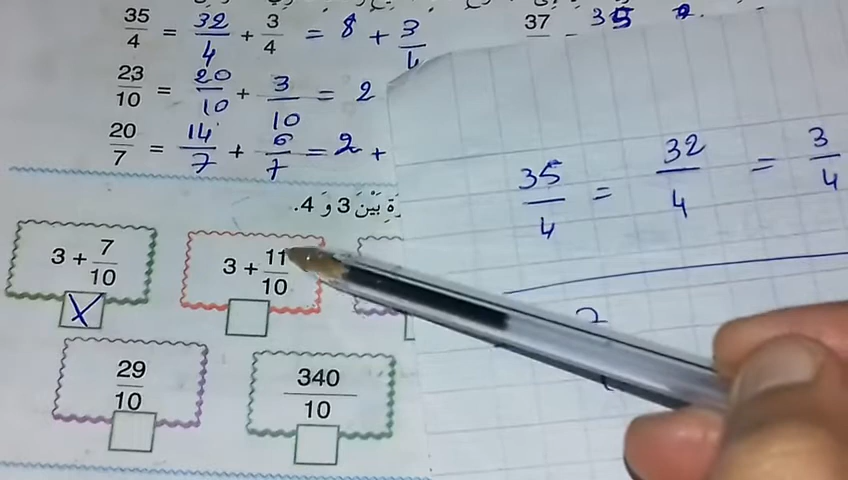 35/4 = 32/4 + 3/4 = 8 + 3/4
37 = 35
23/10 = 20/10 + 3/10 = 2
20/7 = 14/7 + 6/7 = 2 +
35/4 = 32/4 = 3/4
بَيْنَ 3 وَ 4.
3 + 7/10
3 + 11/10
X
29/10
340/10